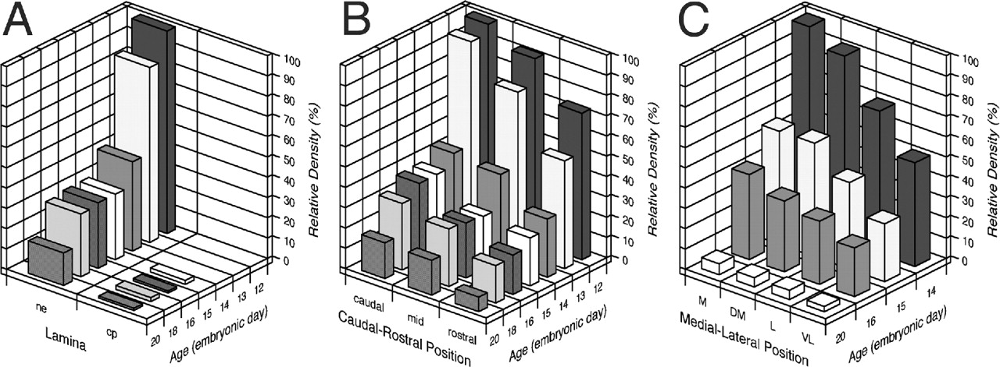 A
100
90
80
70
60
50
40
30
20
10
0
Relative Density (%)
ne
cp
Lamina
20 18 16 15 14 13 12
Age (embryonic day)
B
100
90
80
70
60
50
40
30
20
10
0
Relative Density (%)
caudal
mid
rostral
Caudal-Rostral Position
20 18 16 15 14 13 12
Age (embryonic day)
C
100
90
80
70
60
50
40
30
20
10
0
Relative Density (%)
M
DM
L
VL
Medial-Lateral Position
20 16 15 14
Age (embryonic day)